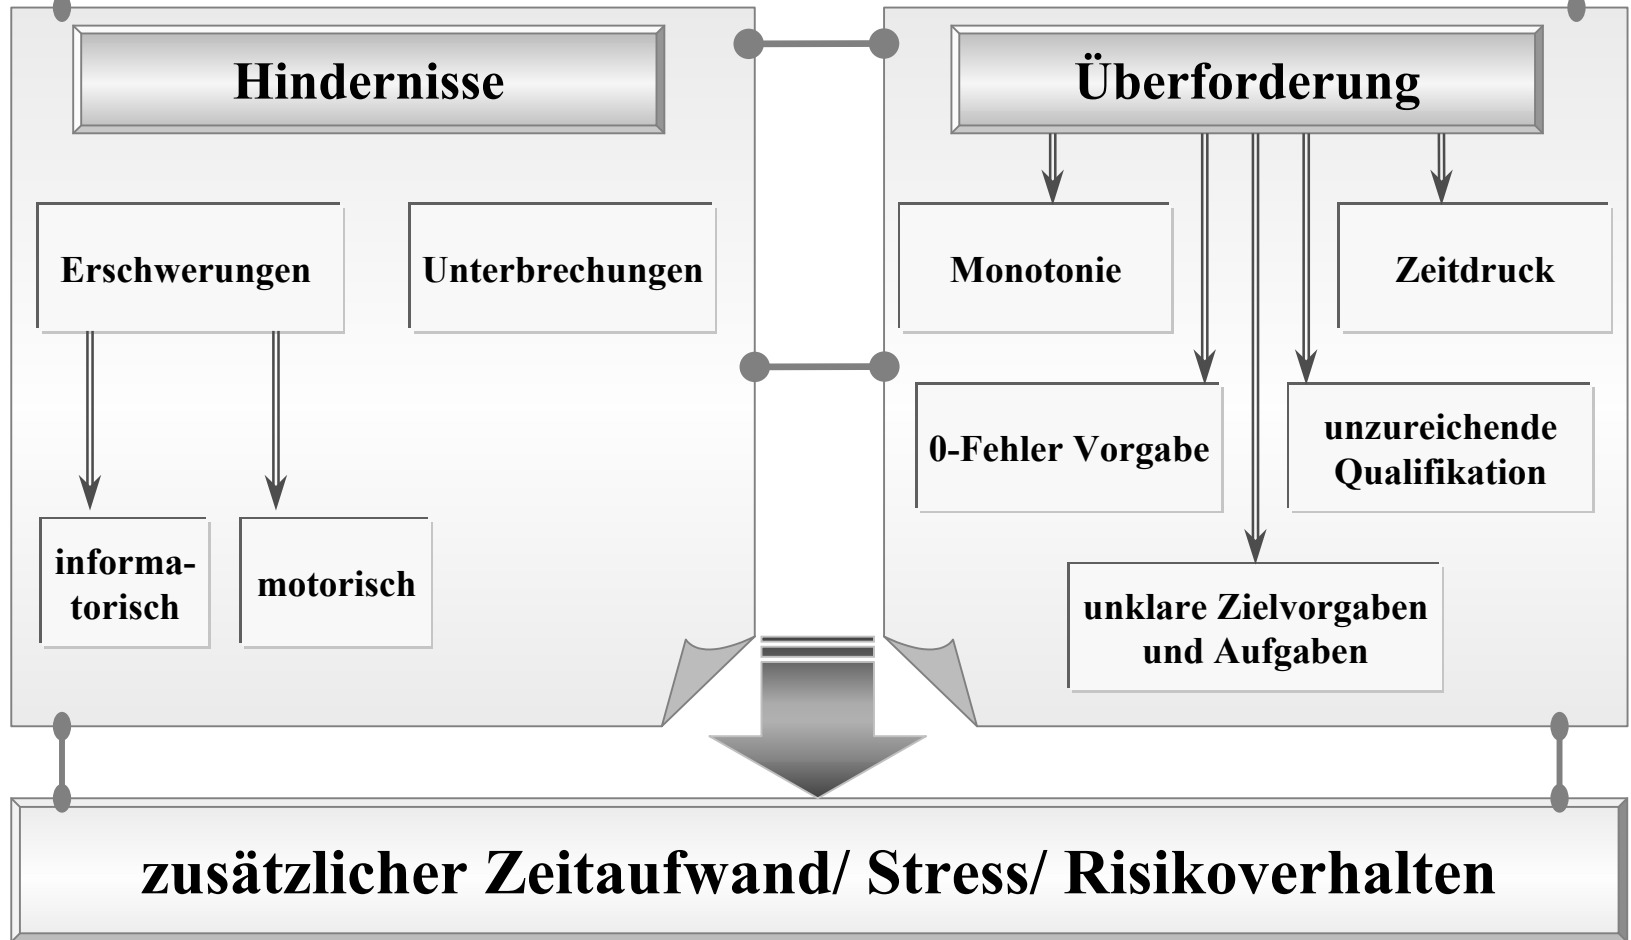 Hindernisse
Überforderung
Erschwerungen
Unterbrechungen
Monotonie
Zeitdruck
0-Fehler Vorgabe
unzureichende
Qualifikation
informa-
torisch
motorisch
unklare Zielvorgaben
und Aufgaben
zusätzlicher Zeitaufwand/ Stress/ Risikoverhalten